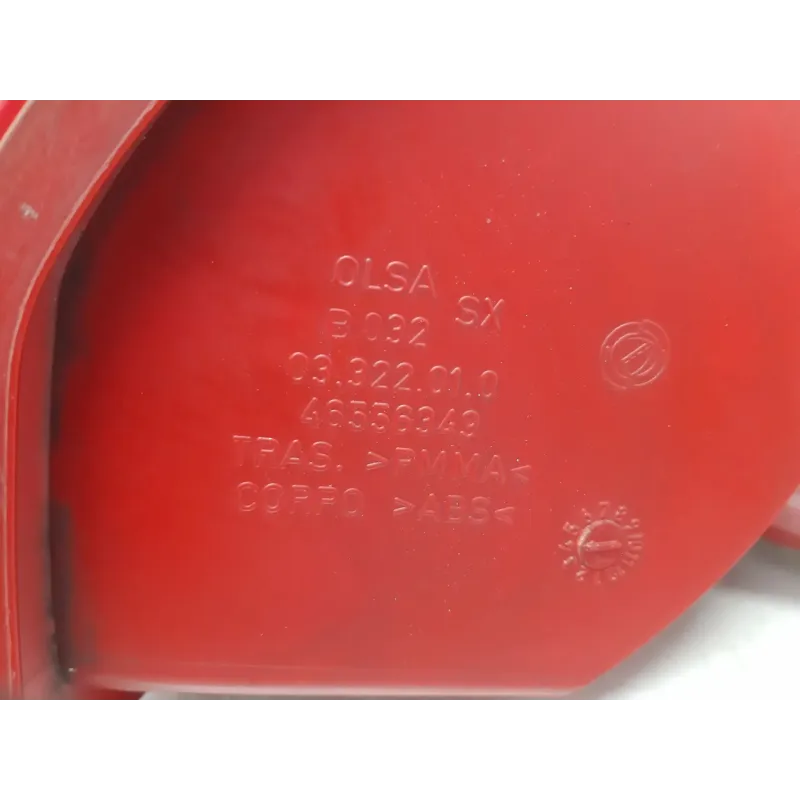 OLSA SX
B 032
03.322.01.0
46556349
TRAS. >PMMA<
CORPO >ABS<